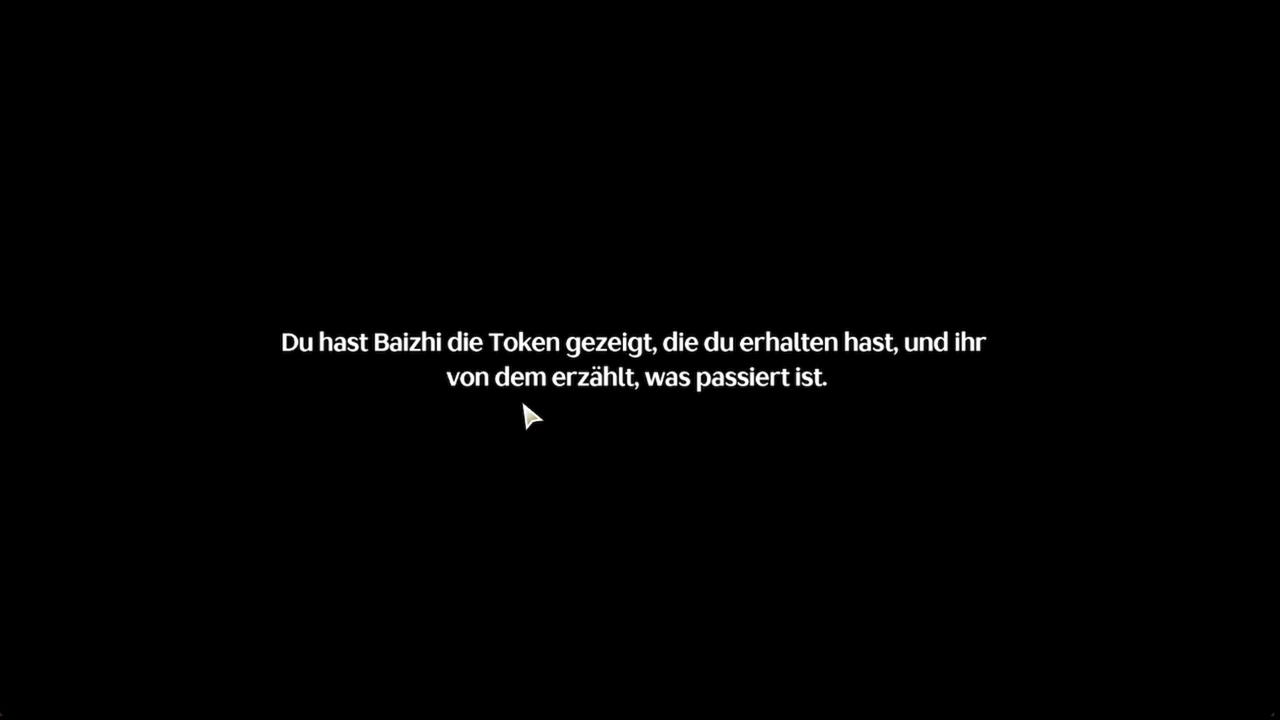 Du hast Baizhi die Token gezeigt, die du erhalten hast, und ihr
von dem erzählt, was passiert ist.